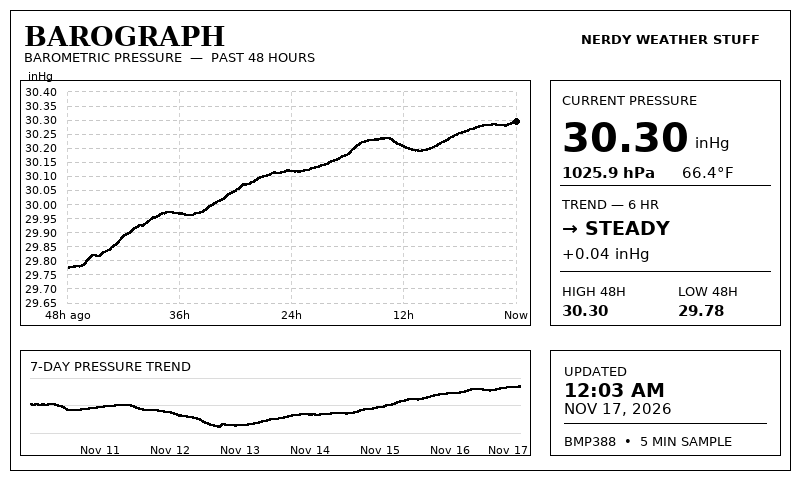 BAROGRAPH
BAROMETRIC PRESSURE — PAST 48 HOURS
NERDY WEATHER STUFF
inHg
30.40
30.35
30.30
30.25
30.20
30.15
30.10
30.05
30.00
29.95
29.90
29.85
29.80
29.75
29.70
29.65
48h ago 36h 24h 12h Now
CURRENT PRESSURE
30.30 inHg
1025.9 hPa 66.4°F
TREND — 6 HR
→ STEADY
+0.04 inHg
HIGH 48H LOW 48H
30.30 29.78
7-DAY PRESSURE TREND
Nov 11 Nov 12 Nov 13 Nov 14 Nov 15 Nov 16 Nov 17
UPDATED
12:03 AM
NOV 17, 2026
BMP388 • 5 MIN SAMPLE